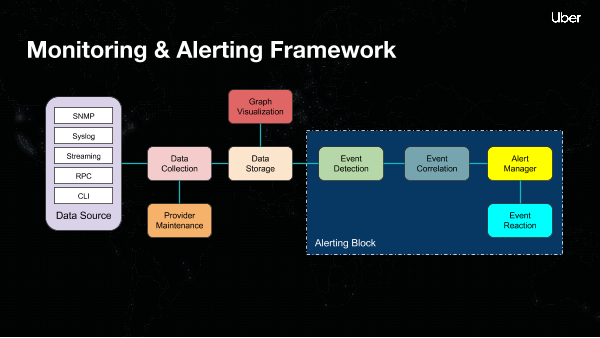 Uber
Monitoring & Alerting Framework
SNMP
Syslog
Streaming
RPC
CLI
Data Source
Data
Collection
Provider
Maintenance
Graph
Visualization
Data
Storage
Event
Detection
Event
Correlation
Alert
Manager
Event
Reaction
Alerting Block